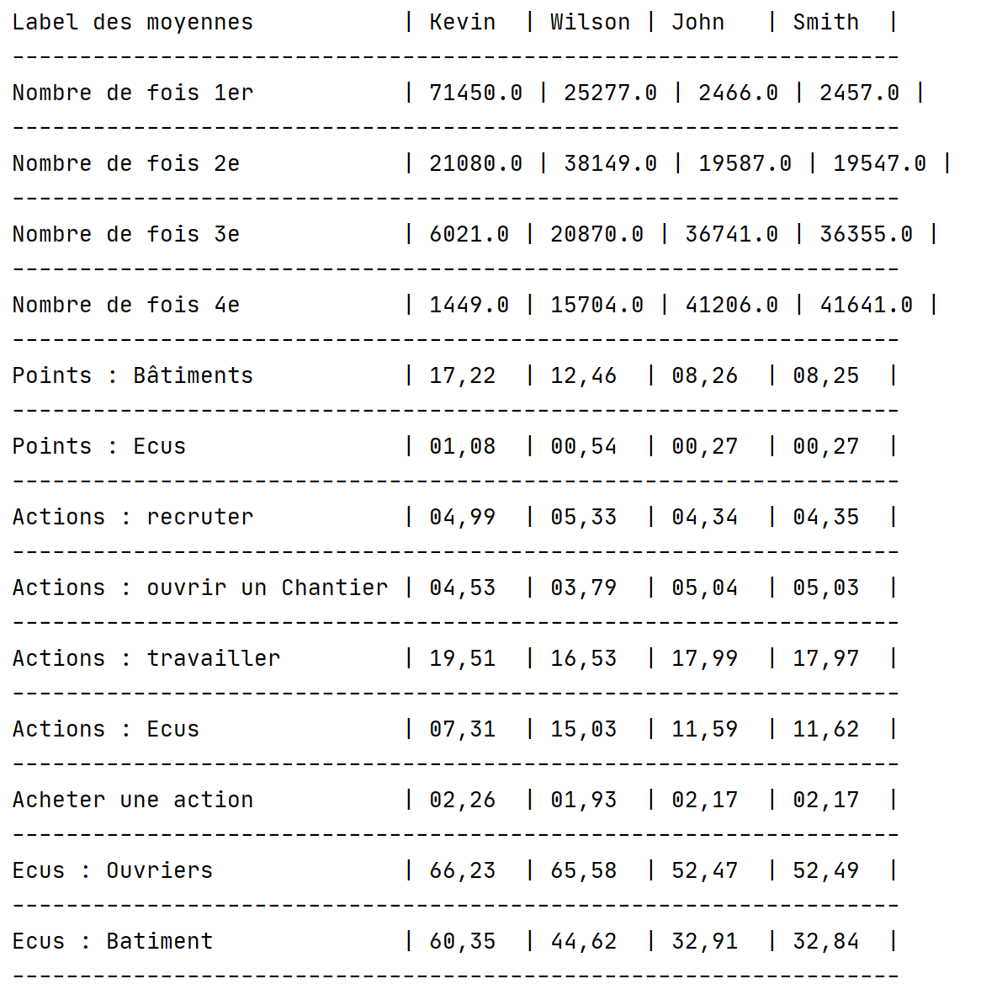 Label des moyennes | Kevin | Wilson | John | Smith |
------------------------------------------------------------------
Nombre de fois 1er | 71450.0 | 25277.0 | 2466.0 | 2457.0 |
------------------------------------------------------------------
Nombre de fois 2e | 21080.0 | 38149.0 | 19587.0 | 19547.0 |
------------------------------------------------------------------
Nombre de fois 3e | 6021.0 | 20870.0 | 36741.0 | 36355.0 |
------------------------------------------------------------------
Nombre de fois 4e | 1449.0 | 15704.0 | 41206.0 | 41641.0 |
------------------------------------------------------------------
Points : Bâtiments | 17,22 | 12,46 | 08,26 | 08,25 |
------------------------------------------------------------------
Points : Ecus | 01,08 | 00,54 | 00,27 | 00,27 |
------------------------------------------------------------------
Actions : recruter | 04,99 | 05,33 | 04,34 | 04,35 |
------------------------------------------------------------------
Actions : ouvrir un Chantier | 04,53 | 03,79 | 05,04 | 05,03 |
------------------------------------------------------------------
Actions : travailler | 19,51 | 16,53 | 17,99 | 17,97 |
------------------------------------------------------------------
Actions : Ecus | 07,31 | 15,03 | 11,59 | 11,62 |
------------------------------------------------------------------
Acheter une action | 02,26 | 01,93 | 02,17 | 02,17 |
------------------------------------------------------------------
Ecus : Ouvriers | 66,23 | 65,58 | 52,47 | 52,49 |
------------------------------------------------------------------
Ecus : Batiment | 60,35 | 44,62 | 32,91 | 32,84 |
------------------------------------------------------------------